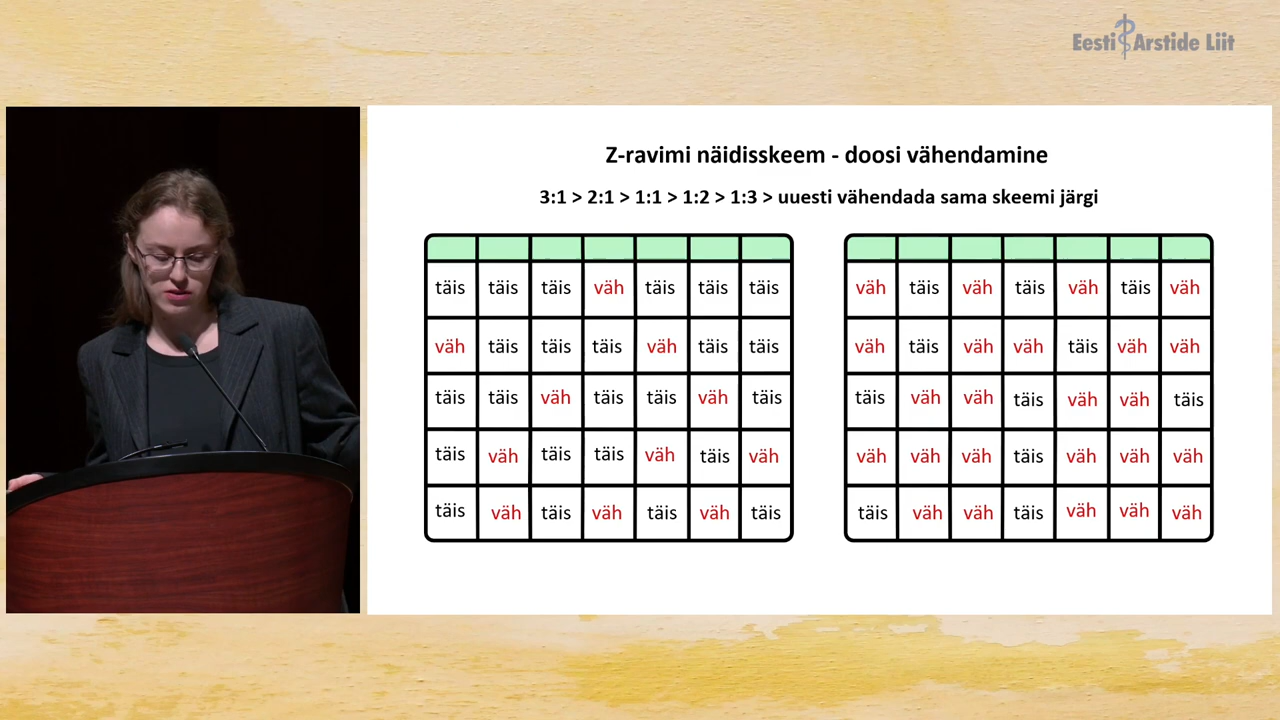 Eesti Arstide Liit
Z-ravimi näidisskeem - doosi vähendamine
3:1 > 2:1 > 1:1 > 1:2 > 1:3 > uuesti vähendada sama skeemi järgi
täis täis täis väh täis täis täis
väh täis täis täis väh täis täis
täis täis väh täis täis väh täis
täis väh täis täis väh täis väh
täis väh täis väh täis väh täis
väh täis väh täis väh täis väh
väh täis väh väh täis väh väh
täis väh väh täis väh väh täis
väh väh väh täis väh väh väh
täis väh väh täis väh väh väh